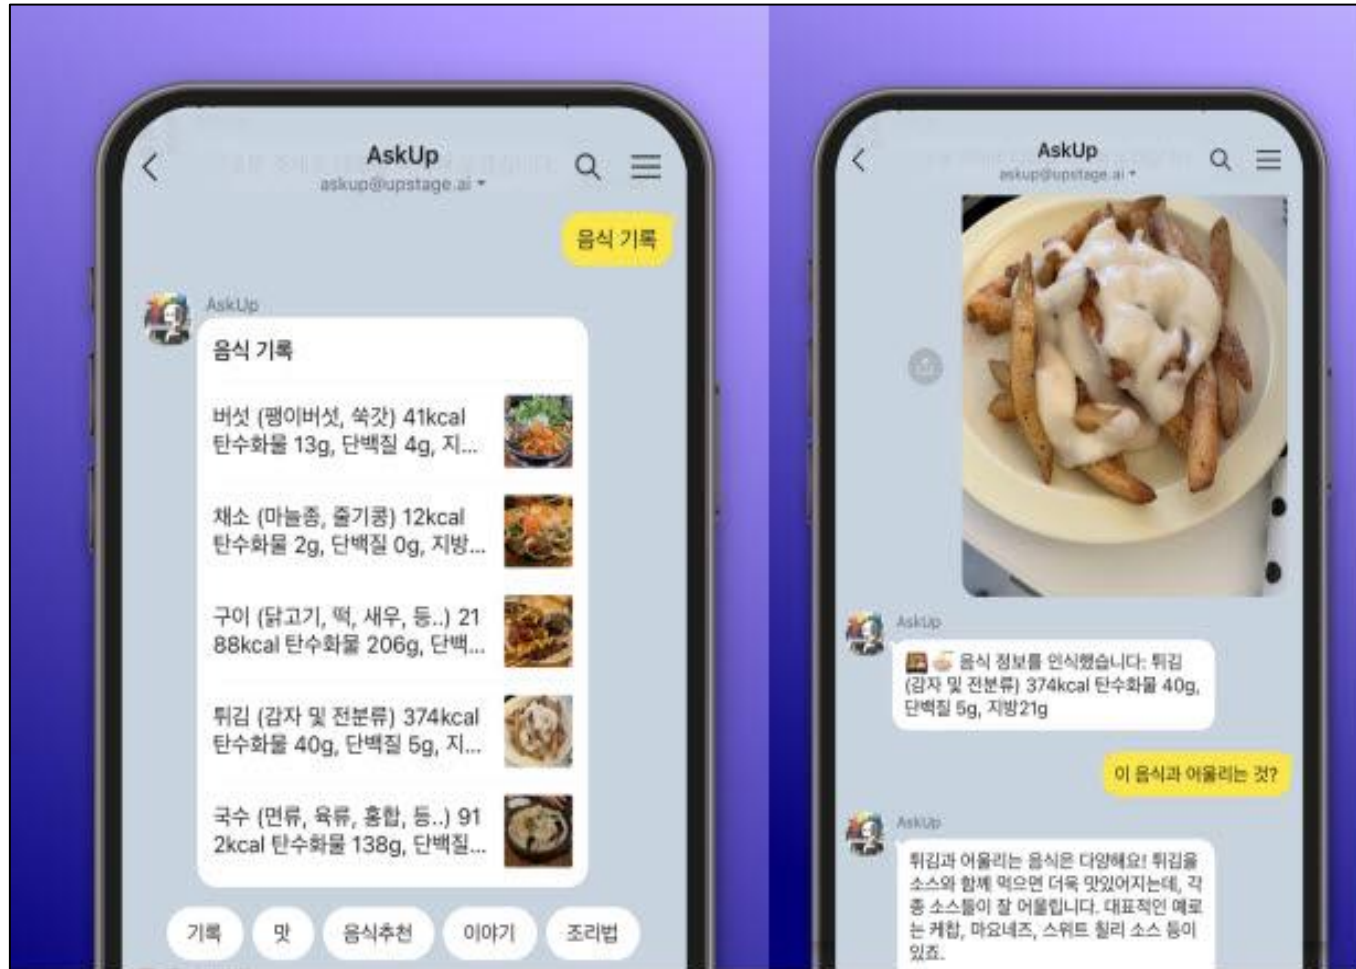 AskUp
askup@upstage.ai
음식 기록
AskUp
음식 기록
버섯 (팽이버섯, 쑥갓) 41kcal
탄수화물 13g, 단백질 4g, 지...
채소 (마늘종, 줄기콩) 12kcal
탄수화물 2g, 단백질 0g, 지방...
구이 (닭고기, 떡, 새우, 등..) 21
88kcal 탄수화물 206g, 단백...
튀김 (감자 및 전분류) 374kcal
탄수화물 40g, 단백질 5g, 지...
국수 (면류, 육류, 홍합, 등..) 91
2kcal 탄수화물 138g, 단백질...
기록
맛
음식추천
이야기
조리법
AskUp
askup@upstage.ai
AskUp
음식 정보를 인식했습니다: 튀김
(감자 및 전분류) 374kcal 탄수화물 40g,
단백질 5g, 지방21g
이 음식과 어울리는 것?
AskUp
튀김과 어울리는 음식은 다양해요! 튀김을
소스와 함께 먹으면 더욱 맛있어지는데, 각
종 소스들이 잘 어울립니다. 대표적인 예로
는 케찹, 마요네즈, 스위트 칠리 소스 등이
있죠.